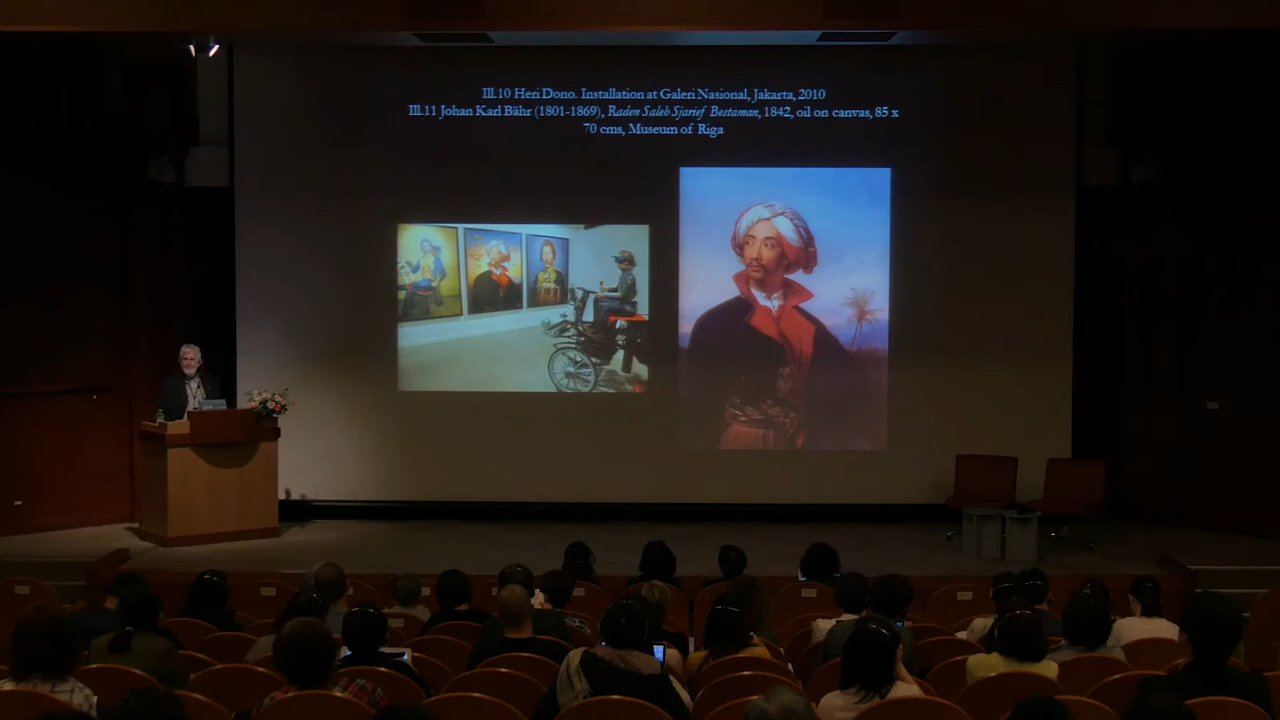 Ill.10 Heri Dono. Installation at Galeri Nasional, Jakarta, 2010
Ill.11 Johan Karl Bähr (1801-1869), Raden Saleh Sjarief Bestaman, 1842, oil on canvas, 85 x
70 cms, Museum of Riga